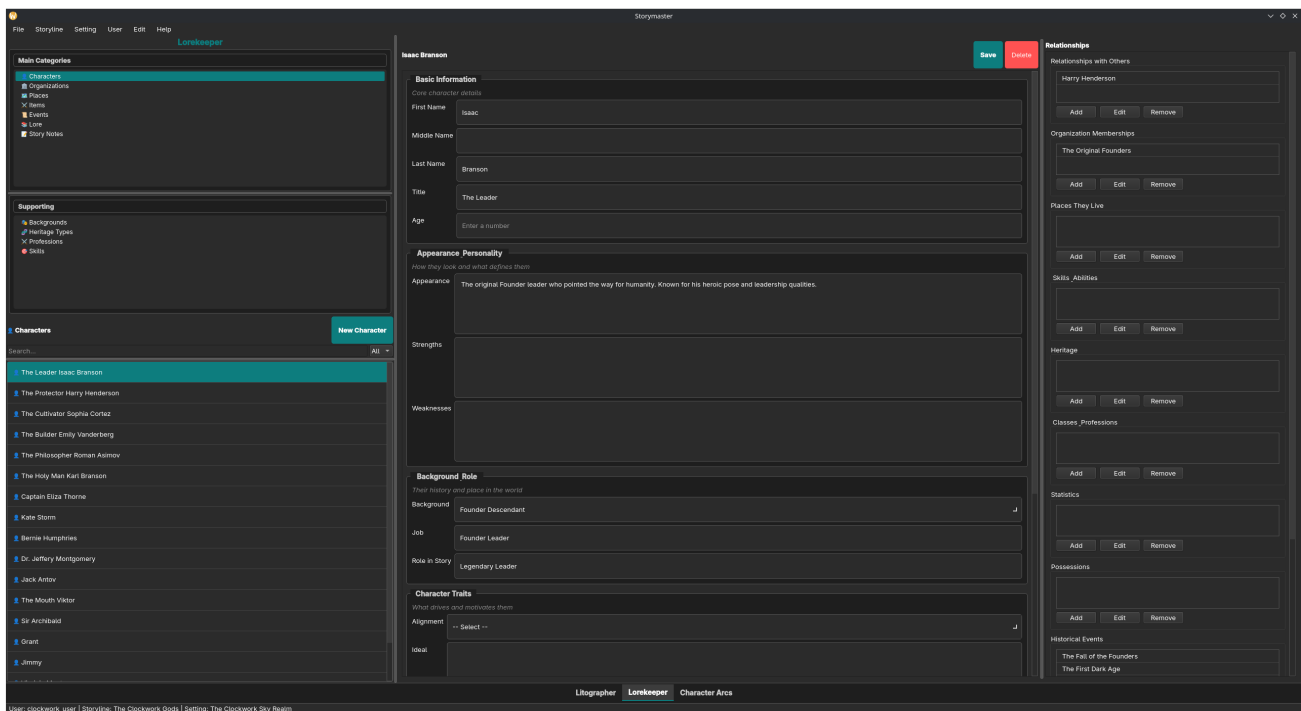 Storymaster
File Storyline Setting User Edit Help
Lorekeeper
Main Categories
Characters
Organizations
Places
Items
Events
Lore
Story Notes
Supporting
Backgrounds
Heritage Types
Professions
Skills
Characters
New Character
Search...
All
The Leader Isaac Branson
The Protector Harry Henderson
The Cultivator Sophia Cortez
The Builder Emily Vanderberg
The Philosopher Roman Asimov
The Holy Man Karl Branson
Captain Eliza Thorne
Kate Storm
Bernie Humphries
Dr. Jeffery Montgomery
Jack Antov
The Mouth Viktor
Sir Archibald
Grant
Jimmy
Isaac Branson
Save
Delete
Basic Information
Core character details
First Name
Isaac
Middle Name
Last Name
Branson
Title
The Leader
Age
Enter a number
Appearance_Personality
How they look and what defines them
Appearance
The original Founder leader who pointed the way for humanity. Known for his heroic pose and leadership qualities.
Strengths
Weaknesses
Background_Role
Their history and place in the world
Background
Founder Descendant
Job
Founder Leader
Role in Story
Legendary Leader
Character Traits
What drives and motivates them
Alignment
-- Select --
Ideal
Relationships
Relationships with Others
Harry Henderson
Add Edit Remove
Organization Memberships
The Original Founders
Add Edit Remove
Places They Live
Add Edit Remove
Skills_Abilities
Add Edit Remove
Heritage
Add Edit Remove
Classes_Professions
Add Edit Remove
Statistics
Add Edit Remove
Possessions
Add Edit Remove
Historical Events
The Fall of the Founders
The First Dark Age
Litographer Lorekeeper Character Arcs
User: clockwork_user | Storyline: The Clockwork Gods | Setting: The Clockwork Sky Realm